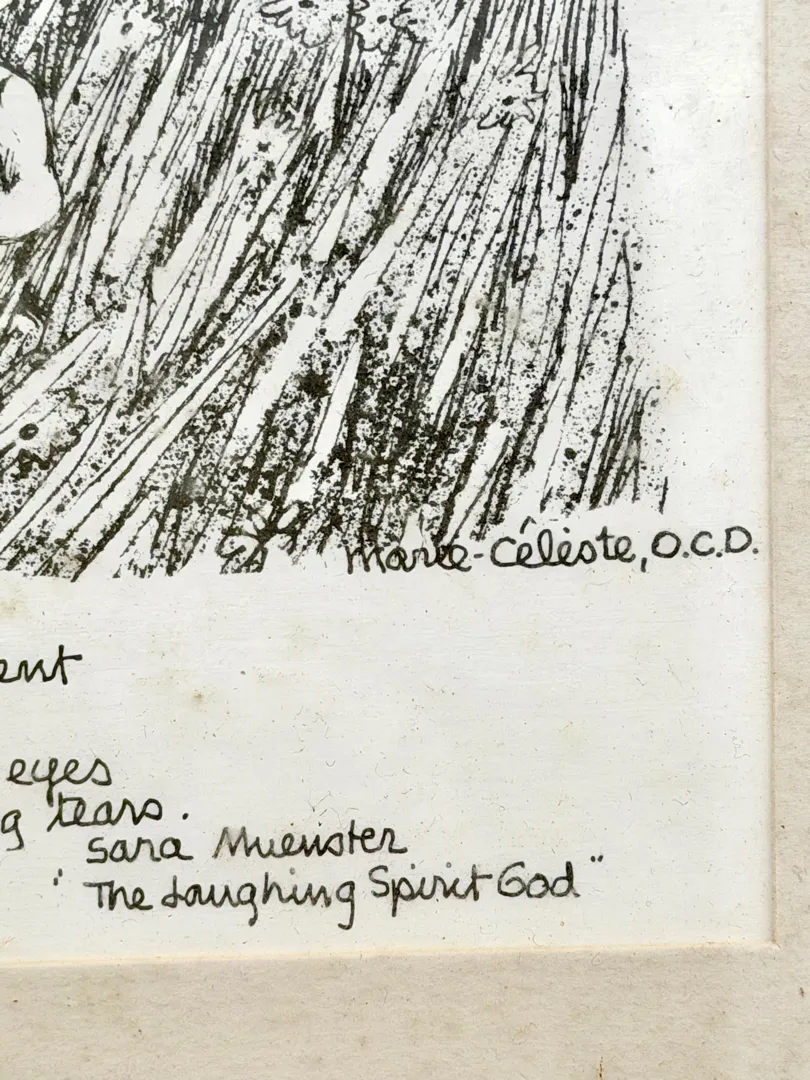 Marie-Céleste, O.C.D.
ent
eyes
g tears.
Sara Muenster
"The Laughing Spirit God"